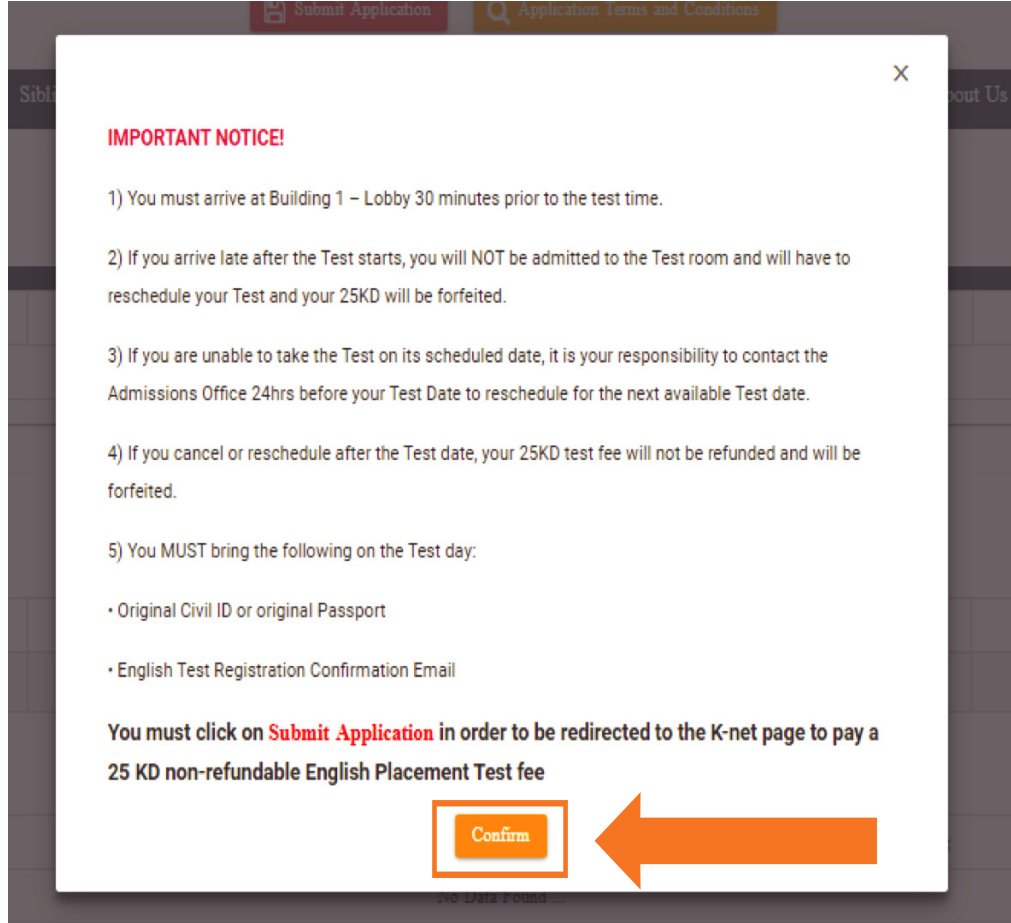 Submit Application
Application Terms and Conditions
X
Sibli
bout Us
IMPORTANT NOTICE!
1) You must arrive at Building 1 – Lobby 30 minutes prior to the test time.
2) If you arrive late after the Test starts, you will NOT be admitted to the Test room and will have to
reschedule your Test and your 25KD will be forfeited.
3) If you are unable to take the Test on its scheduled date, it is your responsibility to contact the
Admissions Office 24hrs before your Test Date to reschedule for the next available Test date.
4) If you cancel or reschedule after the Test date, your 25KD test fee will not be refunded and will be
forfeited.
5) You MUST bring the following on the Test day:
• Original Civil ID or original Passport
• English Test Registration Confirmation Email
You must click on Submit Application in order to be redirected to the K-net page to pay a
25 KD non-refundable English Placement Test fee
Confirm
No Data Found ...